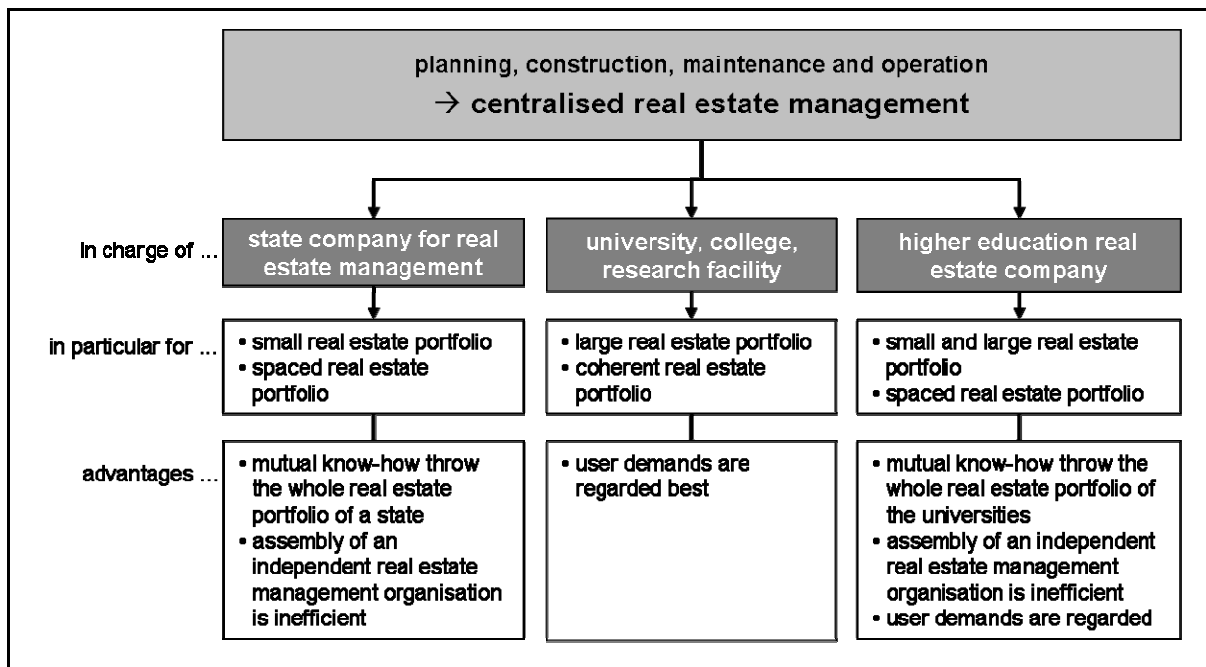 planning, construction, maintenance and operation
→ centralised real estate management
in charge of ...
state company for real
estate management
university, college,
research facility
higher education real
estate company
in particular for ...
▪ small real estate portfolio
▪ spaced real estate
portfolio
▪ large real estate portfolio
▪ coherent real estate
portfolio
▪ small and large real estate
portfolio
▪ spaced real estate portfolio
advantages ...
▪ mutual know-how throw
the whole real estate
portfolio of a state
▪ assembly of an
independent real estate
management organisation
is inefficient
▪ user demands are
regarded best
▪ mutual know-how throw the
whole real estate portfolio of
the universities
▪ assembly of an independent
real estate management
organisation is inefficient
▪ user demands are regarded